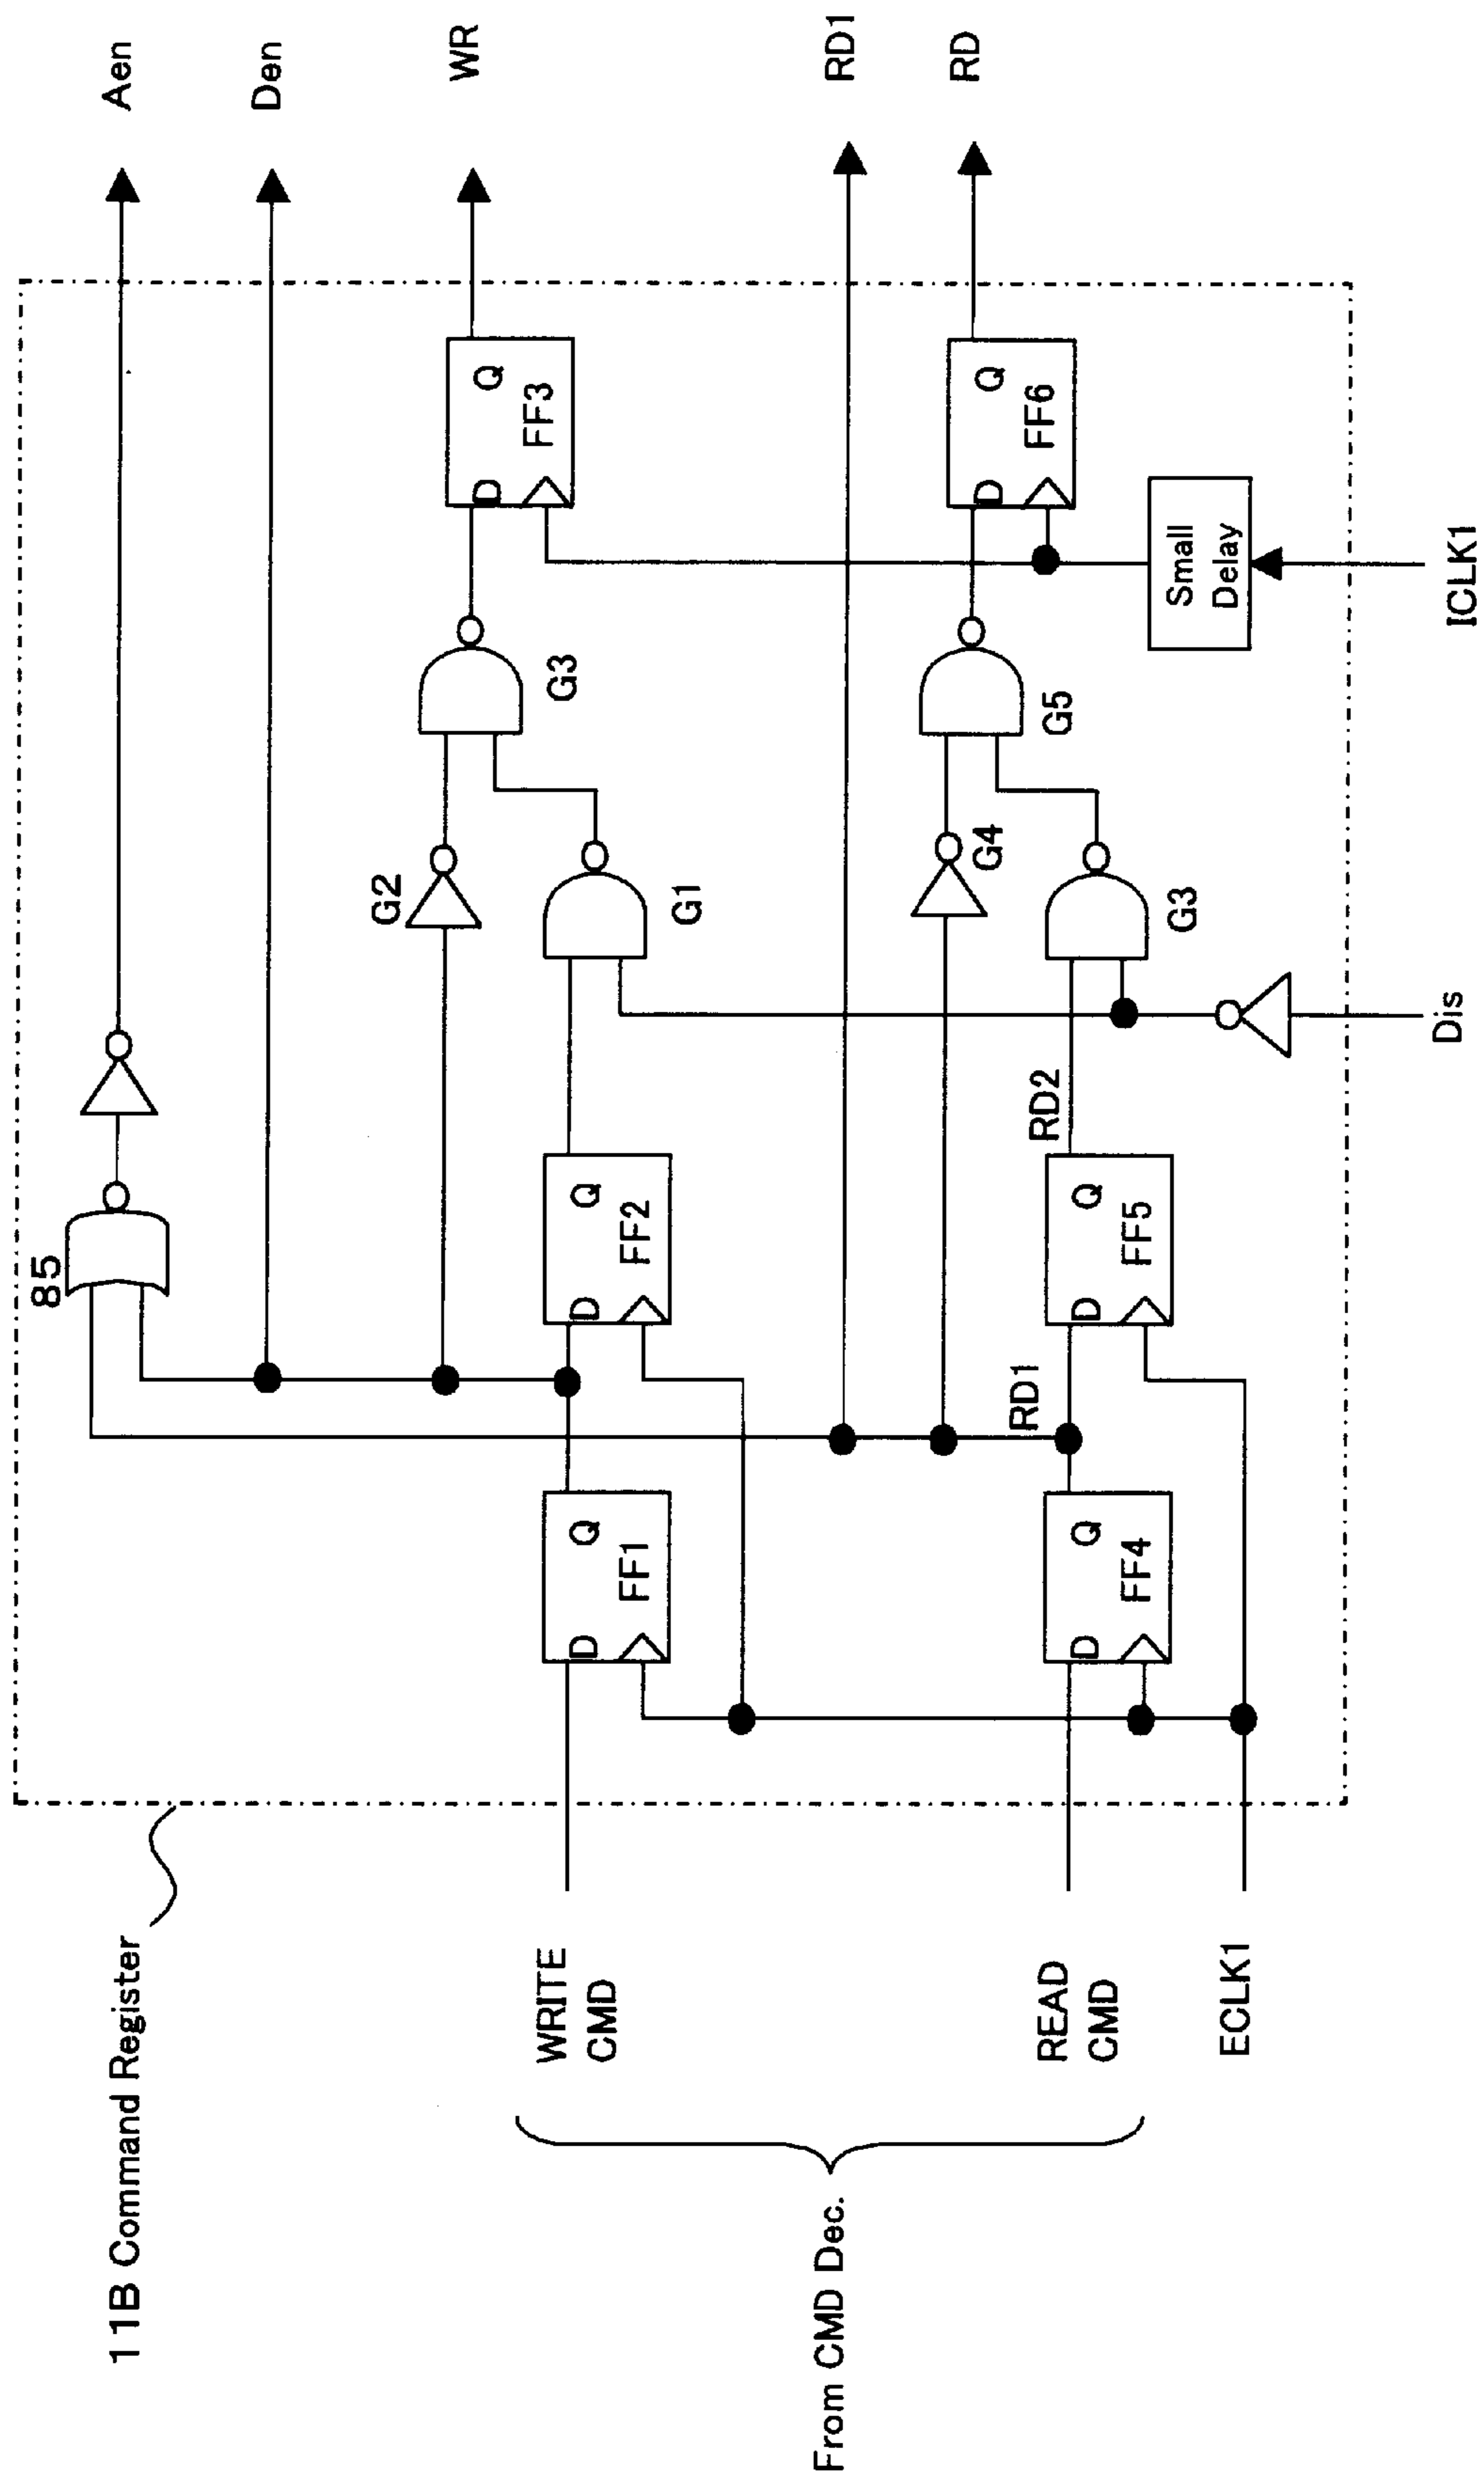 11B Command Register
From CMD Dec.
WRITE
CMD
READ
CMD
ECLK1
85
Aen
Den
WR
RD1
RD
D
Q
FF1
D
Q
FF2
G2
G1
G3
D
Q
FF3
D
Q
FF4
RD1
D
Q
FF5
RD2
G4
G3
G5
D
Q
FF6
Small
Delay
Dis
ICLK1